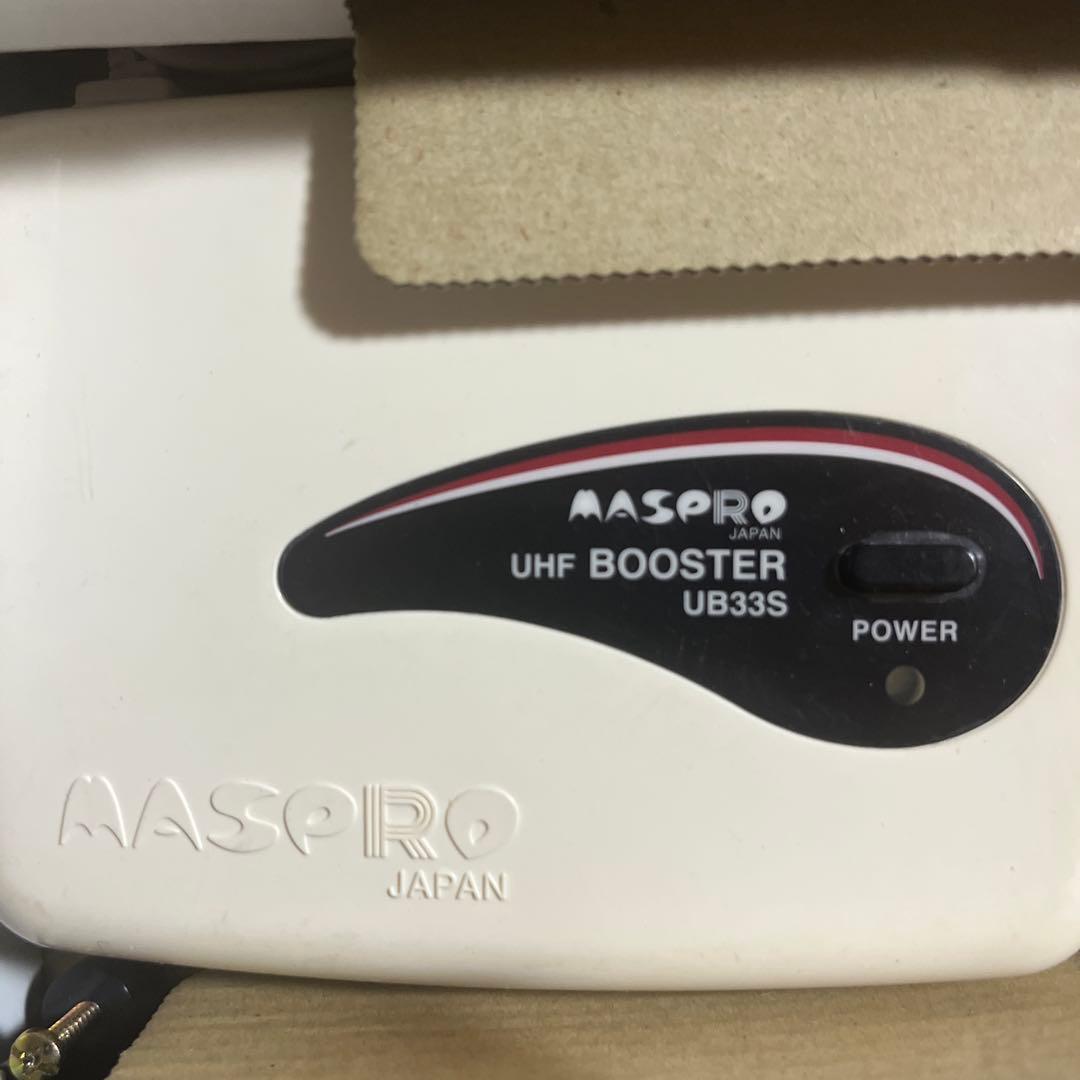 MASPRO
JAPAN
UHF BOOSTER
UB33S
POWER
MASPRO
JAPAN